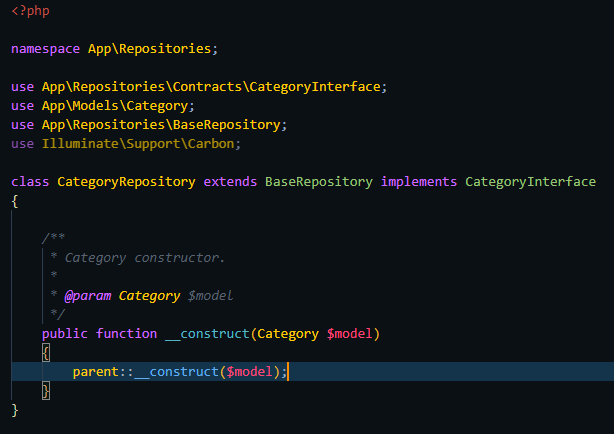 <?php
namespace App\Repositories;
use App\Repositories\Contracts\CategoryInterface;
use App\Models\Category;
use App\Repositories\BaseRepository;
use Illuminate\Support\Carbon;
class CategoryRepository extends BaseRepository implements CategoryInterface
{
/**
* Category constructor.
*
* @param Category $model
*/
public function __construct(Category $model)
{
parent::__construct($model);
}
}